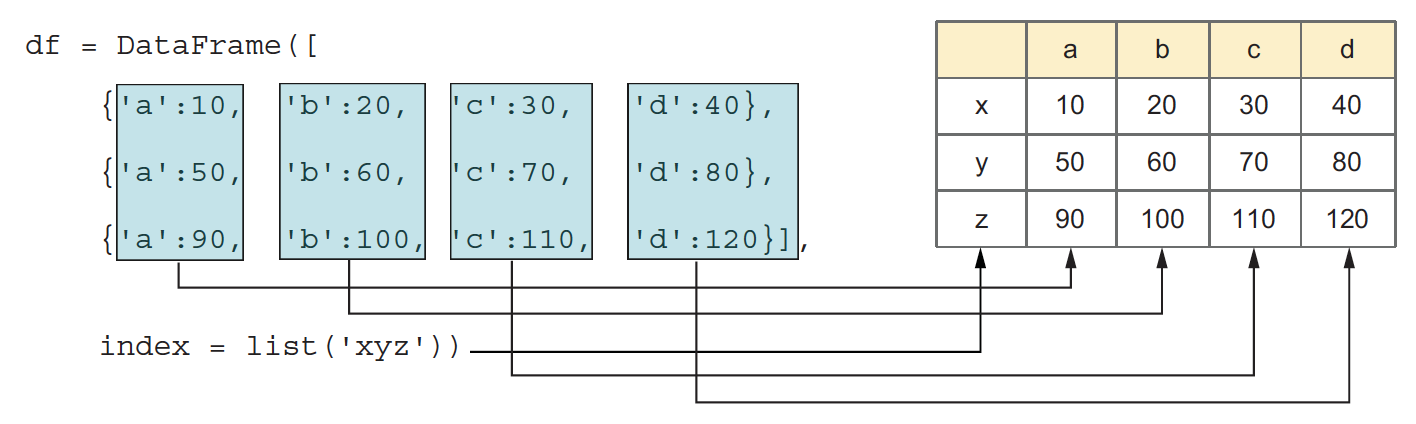 df = DataFrame([
{'a':10, 'b':20, 'c':30, 'd':40},
{'a':50, 'b':60, 'c':70, 'd':80},
{'a':90, 'b':100, 'c':110, 'd':120}],
index = list('xyz'))
a b c d
x 10 20 30 40
y 50 60 70 80
z 90 100 110 120